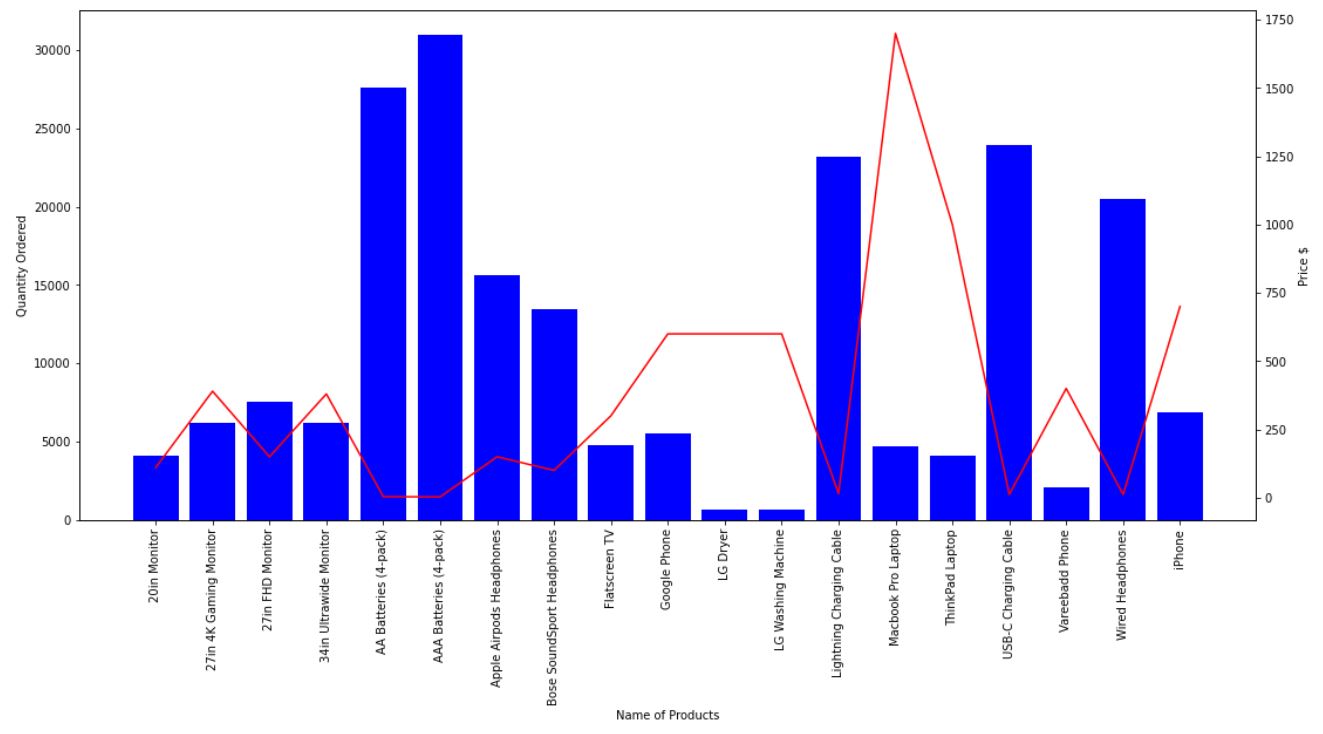 30000
25000
20000
15000
10000
5000
0
Quantity Ordered
1750
1500
1250
1000
750
500
250
0
Price $
20in Monitor
27in 4K Gaming Monitor
27in FHD Monitor
34in Ultrawide Monitor
AA Batteries (4-pack)
AAA Batteries (4-pack)
Apple Airpods Headphones
Bose SoundSport Headphones
Flatscreen TV
Google Phone
LG Dryer
LG Washing Machine
Lightning Charging Cable
Macbook Pro Laptop
ThinkPad Laptop
USB-C Charging Cable
Vareebadd Phone
Wired Headphones
iPhone
Name of Products